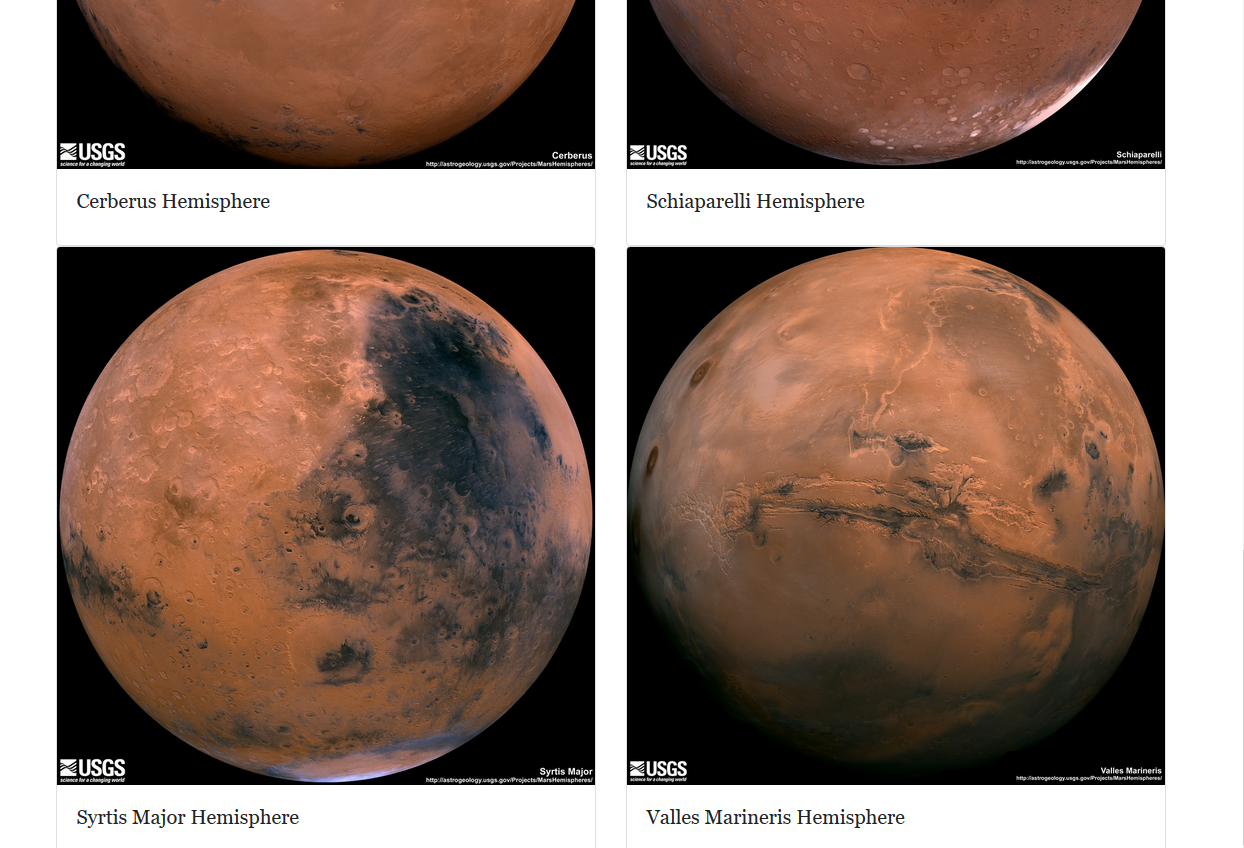 USGS
science for a changing world
Cerberus
http://astrogeology.usgs.gov/Projects/MarsHemispheres/
USGS
science for a changing world
Schiaparelli
http://astrogeology.usgs.gov/Projects/MarsHemispheres/
Cerberus Hemisphere
Schiaparelli Hemisphere
USGS
science for a changing world
Syrtis Major
http://astrogeology.usgs.gov/Projects/MarsHemispheres/
USGS
science for a changing world
Valles Marineris
http://astrogeology.usgs.gov/Projects/MarsHemispheres/
Syrtis Major Hemisphere
Valles Marineris Hemisphere